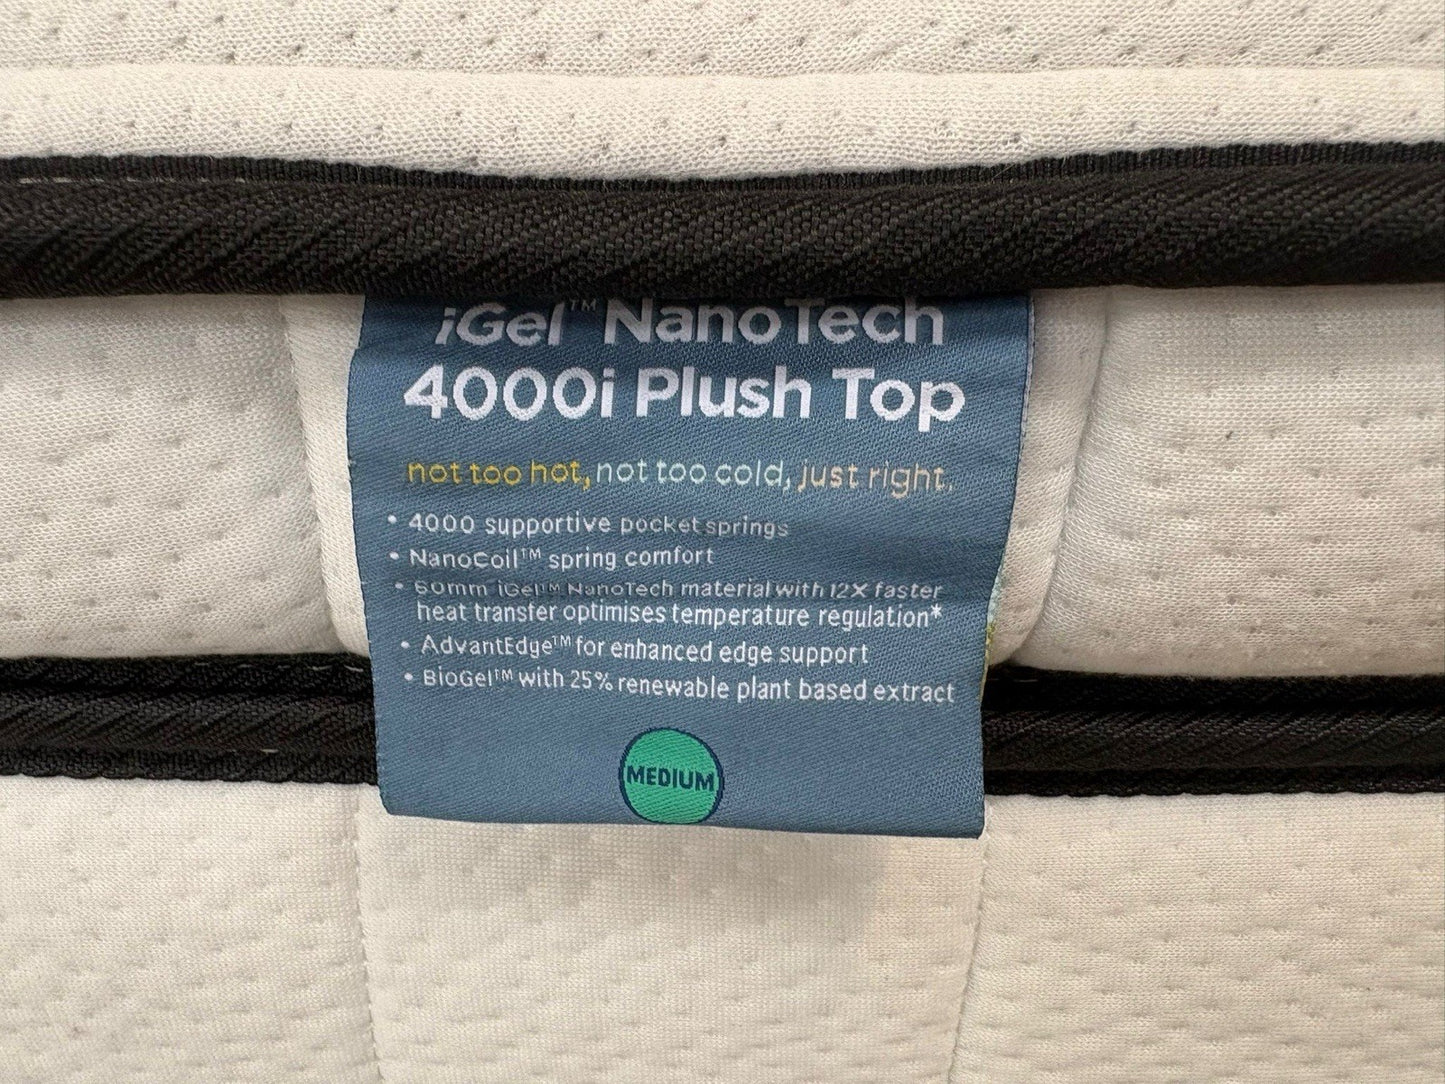 iGel™ NanoTech
4000i Plush Top
not too hot, not too cold, just right.
• 4000 supportive pocket springs
• NanoCoil™ spring comfort
• 60mm iGel™ NanoTech material with 12X faster
heat transfer optimises temperature regulation*
• AdvantEdge™ for enhanced edge support
• BioGel™ with 25% renewable plant based extract
MEDIUM